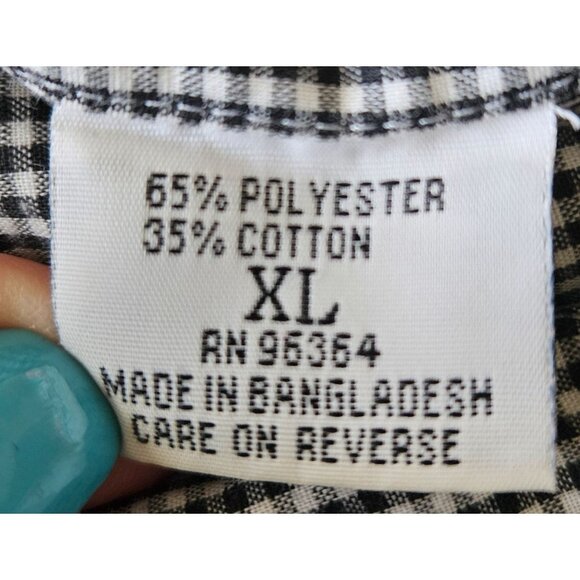 65% POLYESTER
35% COTTON
XL
RN 96364
MADE IN BANGLADESH
CARE ON REVERSE